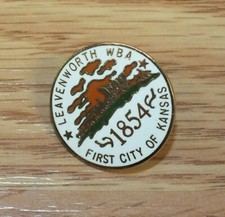 LEAVENWORTH WBA
1854
FIRST CITY OF KANSAS